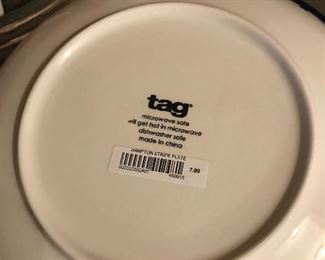 tag®
microwave safe
will get hot in microwave
dishwasher safe
made in china
HAMPTON STRIPE PLATE
7.00